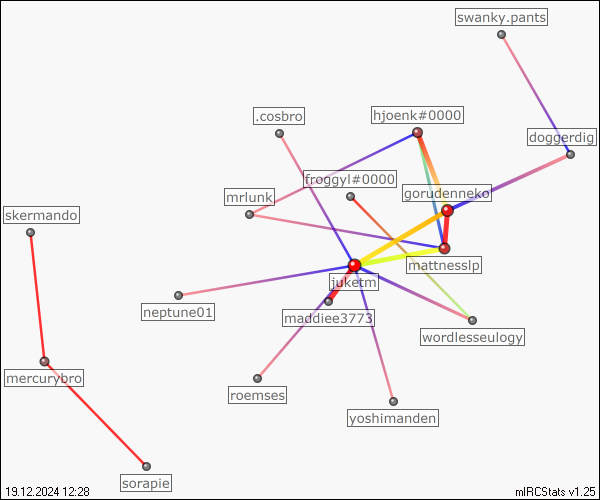 swanky.pants
.cosbro
hjoenk#0000
doggerdig
froggyl#0000
mrlunk
gorudenneko
skermando
mattnesslp
juketm
neptune01
maddiee3773
wordlesseulogy
mercurybro
roemses
yoshimanden
sorapie
19.12.2024 12:28
mIRCStats v1.25